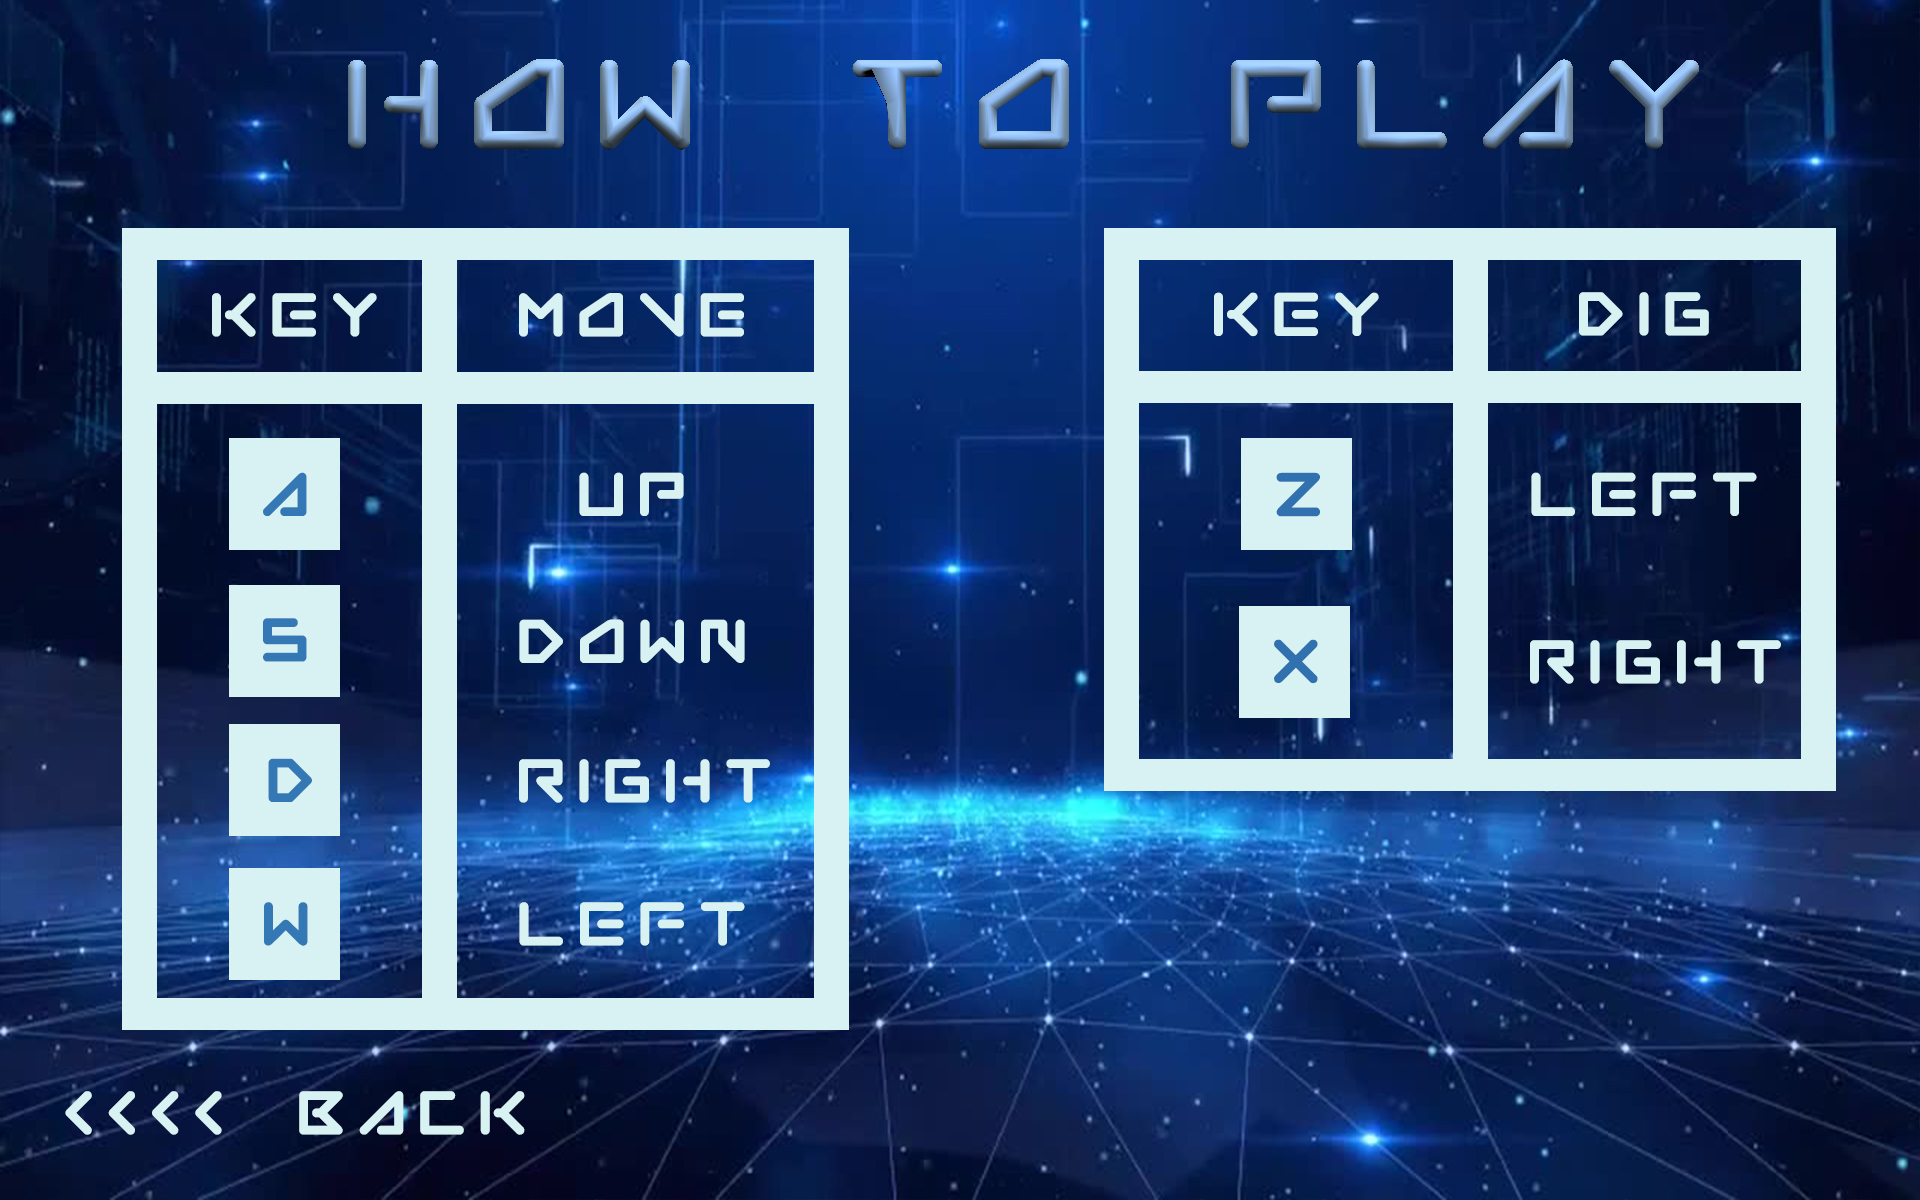 HOW TO PLAY
KEY MOVE
A UP
S DOWN
D RIGHT
W LEFT
KEY DIG
Z LEFT
X RIGHT
<<<< BACK